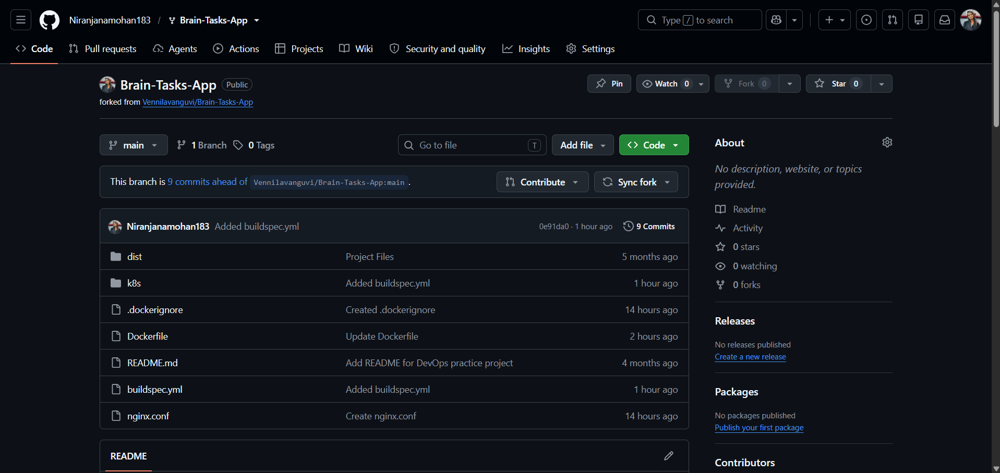 Niranjanamohan183 / Brain-Tasks-App
Type / to search
Code Pull requests Agents Actions Projects Wiki Security and quality Insights Settings
Brain-Tasks-App Public
Pin Watch 0 Fork 0 Star 0
forked from Vennilavanguvi/Brain-Tasks-App
main 1 Branch 0 Tags Go to file T Add file Code
This branch is 9 commits ahead of Vennilavanguvi/Brain-Tasks-App:main .
Contribute Sync fork
Niranjanamohan183 Added buildspec.yml 0e91da0 · 1 hour ago 9 Commits
dist Project Files 5 months ago
k8s Added buildspec.yml 1 hour ago
.dockerignore Created .dockerignore 14 hours ago
Dockerfile Update Dockerfile 2 hours ago
README.md Add README for DevOps practice project 4 months ago
buildspec.yml Added buildspec.yml 1 hour ago
nginx.conf Create nginx.conf 14 hours ago
README
About
No description, website, or topics
provided.
Readme
Activity
0 stars
0 watching
0 forks
Releases
No releases published
Create a new release
Packages
No packages published
Publish your first package
Contributors